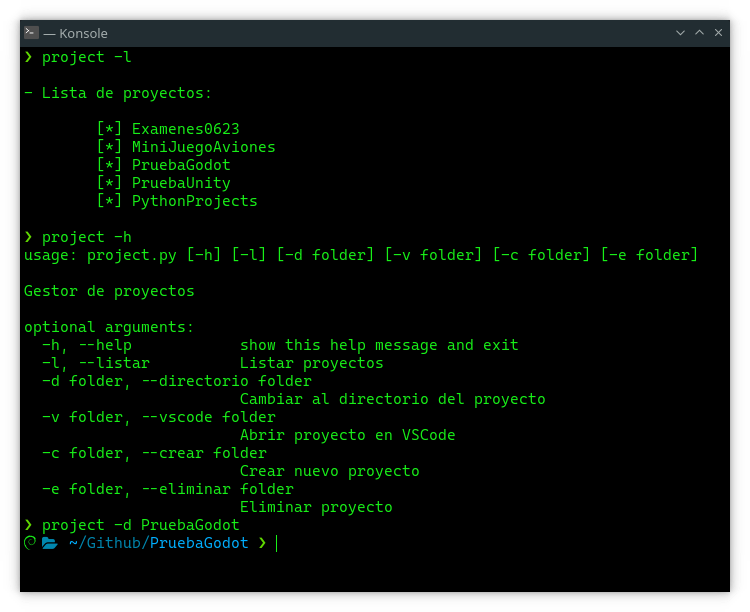 — Konsole
❯ project -l
- Lista de proyectos:
[*] Examenes0623
[*] MiniJuegoAviones
[*] PruebaGodot
[*] PruebaUnity
[*] PythonProjects
❯ project -h
usage: project.py [-h] [-l] [-d folder] [-v folder] [-c folder] [-e folder]
Gestor de proyectos
optional arguments:
-h, --help show this help message and exit
-l, --listar Listar proyectos
-d folder, --directorio folder
Cambiar al directorio del proyecto
-v folder, --vscode folder
Abrir proyecto en VSCode
-c folder, --crear folder
Crear nuevo proyecto
-e folder, --eliminar folder
Eliminar proyecto
❯ project -d PruebaGodot
~/Github/PruebaGodot ❯